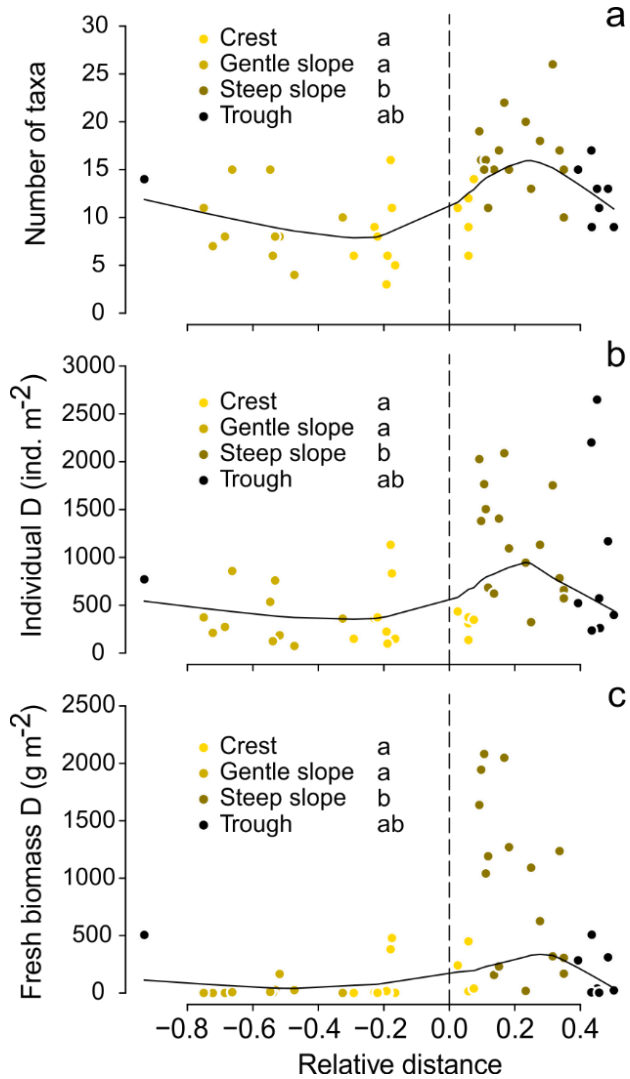 a
30
25
20
15
10
5
0
Number of taxa
Crest a
Gentle slope a
Steep slope b
Trough ab
b
3000
2500
2000
1500
1000
500
0
Individual D (ind. m⁻²)
Crest a
Gentle slope a
Steep slope b
Trough ab
c
2500
2000
1500
1000
500
0
Fresh biomass D (g m⁻²)
Crest a
Gentle slope a
Steep slope b
Trough ab
−0.8 −0.6 −0.4 −0.2 0.0 0.2 0.4
Relative distance